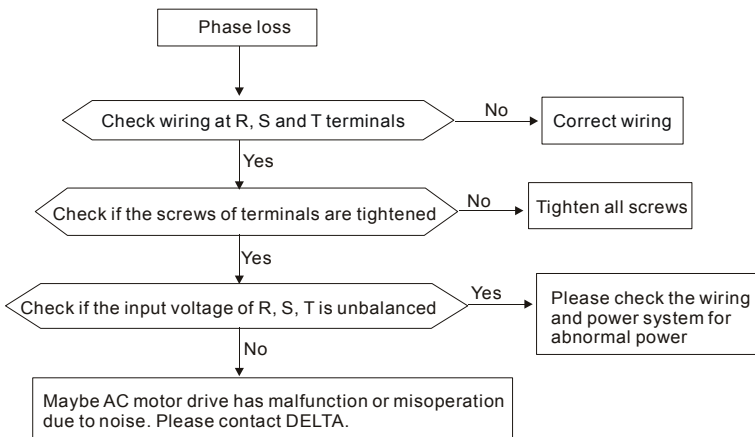 Phase loss
Check wiring at R, S and T terminals
No
Correct wiring
Yes
Check if the screws of terminals are tightened
No
Tighten all screws
Yes
Check if the input voltage of R, S, T is unbalanced
Yes
Please check the wiring
and power system for
abnormal power
No
Maybe AC motor drive has malfunction or misoperation
due to noise. Please contact DELTA.